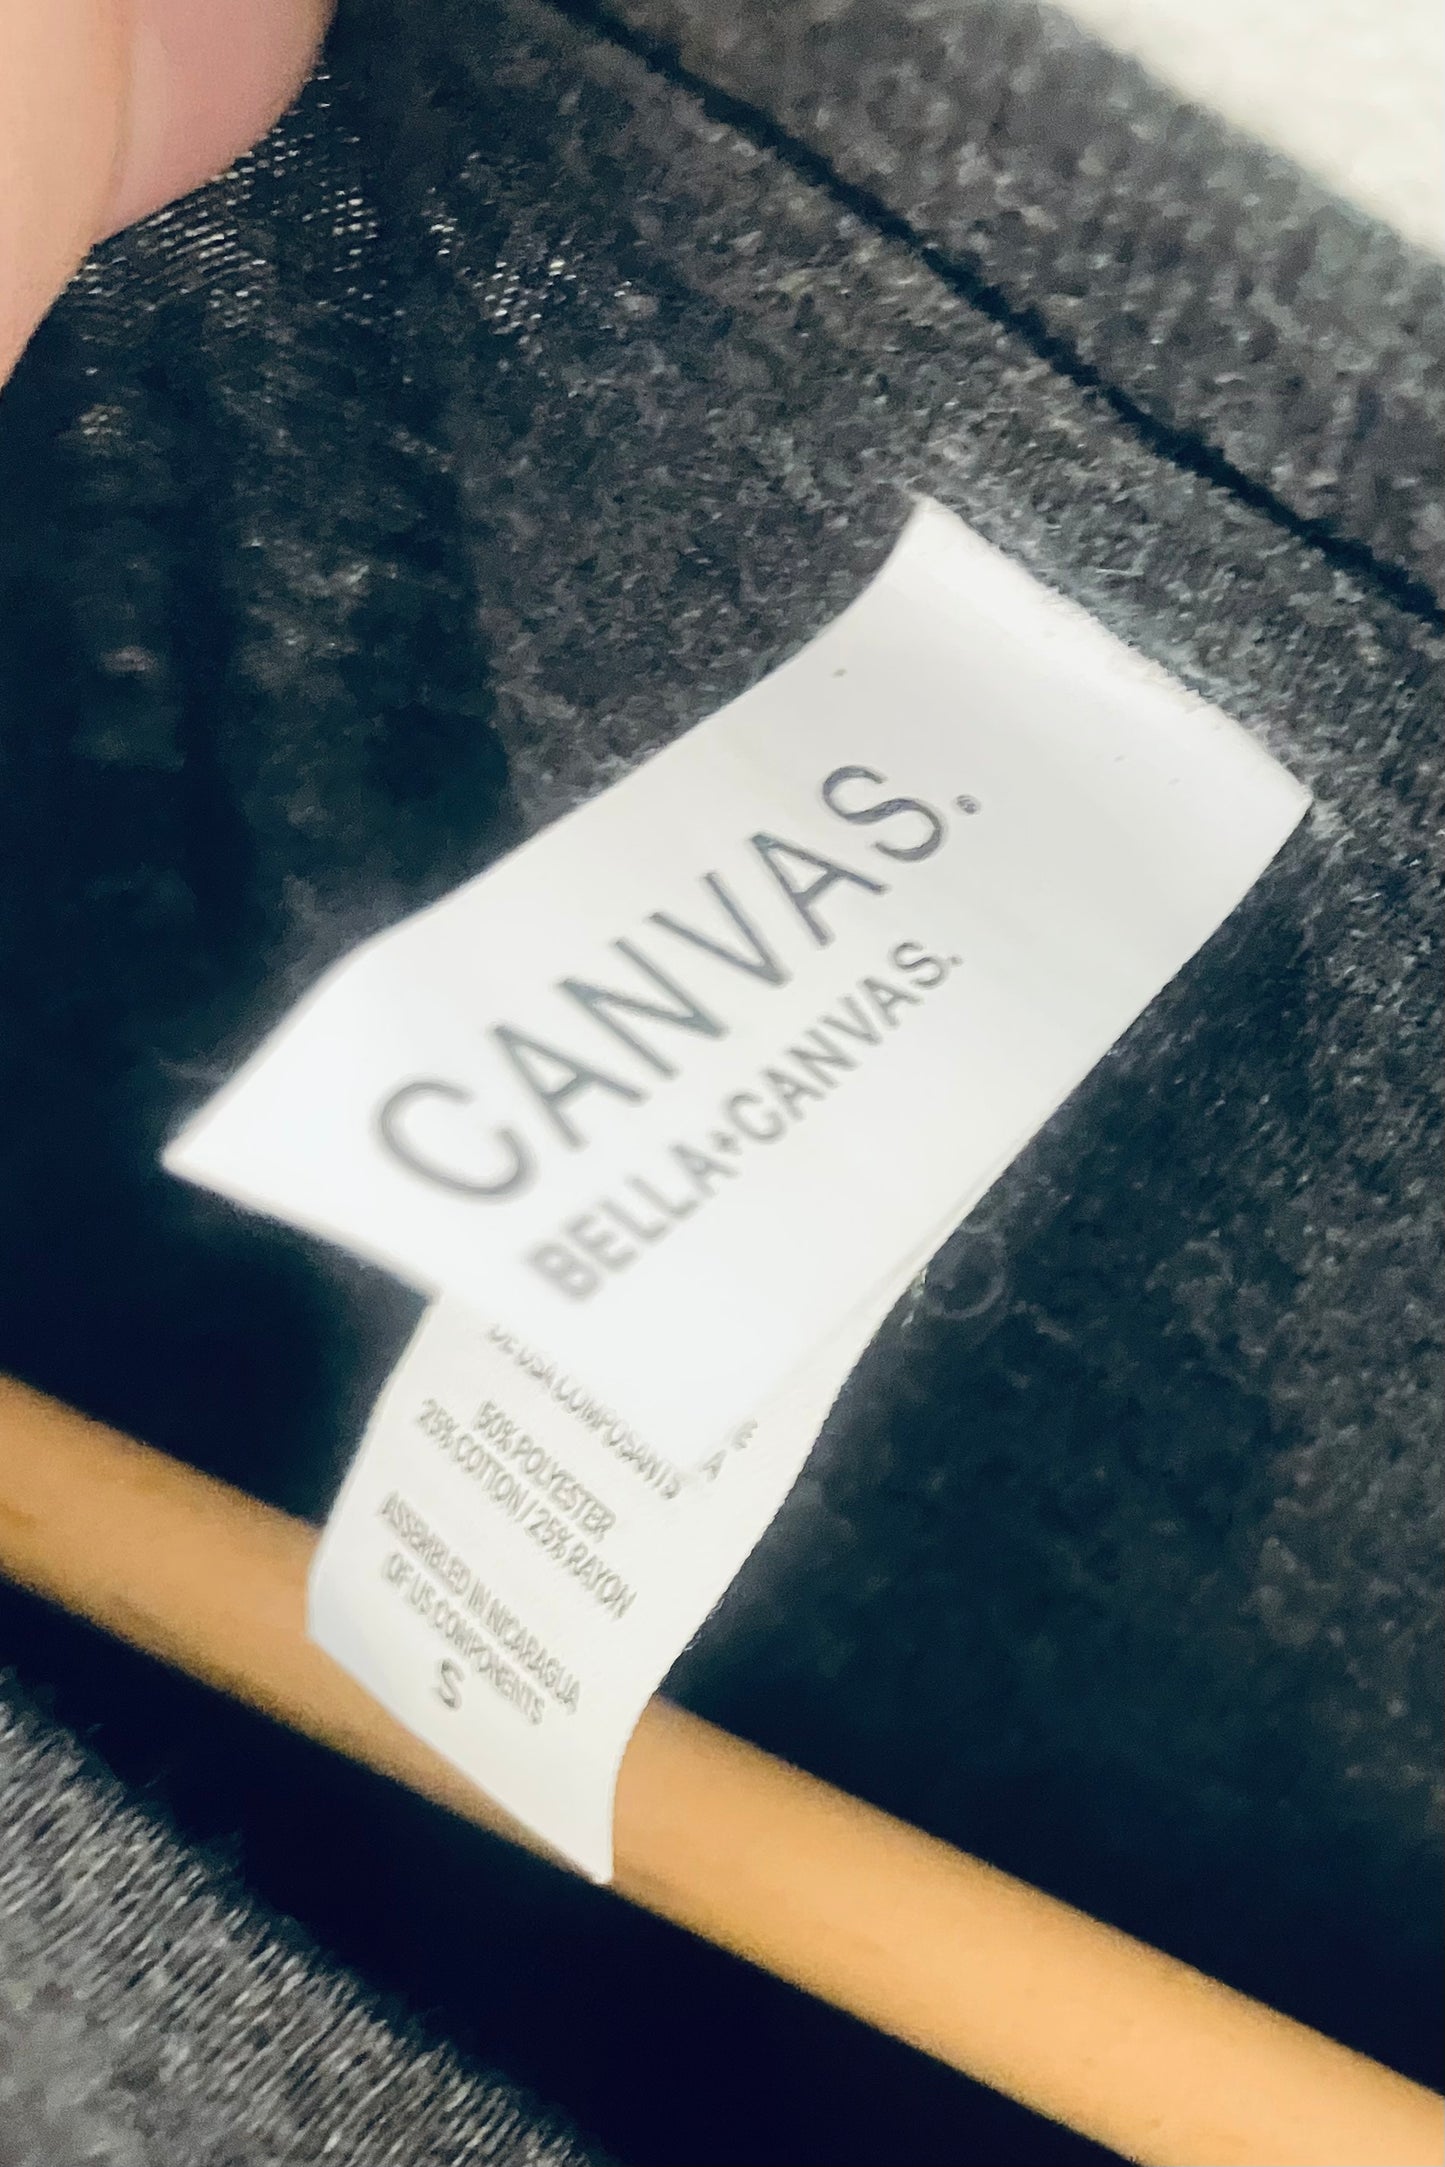 CANVAS.®
BELLA+CANVAS.
DE USA COMPOSANTS
50% POLYESTER
25% COTTON / 25% RAYON
ASSEMBLED IN NICARAGUA
OF US COMPONENTS
S